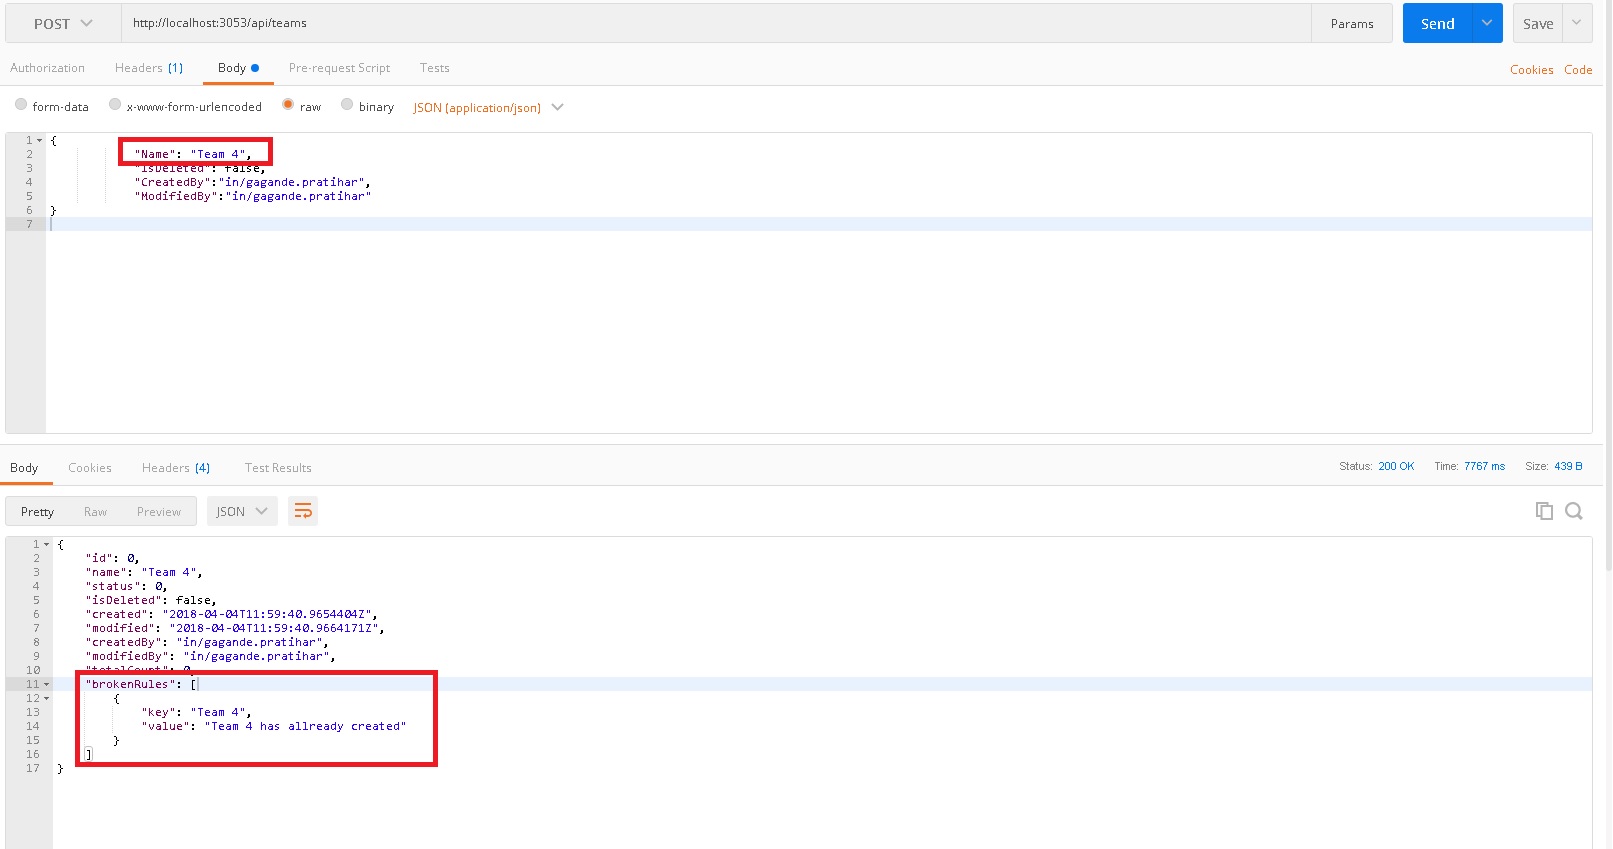 POST http://localhost:3053/api/teams Params Send Save
Authorization Headers (1) Body Pre-request Script Tests Cookies Code
form-data x-www-form-urlencoded raw binary JSON (application/json)
1 {
2 "Name": "Team 4",
3 "isDeleted": false,
4 "CreatedBy":"in/gagande.pratihar",
5 "ModifiedBy":"in/gagande.pratihar"
6 }
7
Body Cookies Headers (4) Test Results Status: 200 OK Time: 7767 ms Size: 439 B
Pretty Raw Preview JSON
1 {
2 "id": 0,
3 "name": "Team 4",
4 "status": 0,
5 "isDeleted": false,
6 "created": "2018-04-04T11:59:40.9654404Z",
7 "modified": "2018-04-04T11:59:40.9664171Z",
8 "createdBy": "in/gagande.pratihar",
9 "modifiedBy": "in/gagande.pratihar",
10 "totalCount": 0,
11 "brokenRules": [
12 {
13 "key": "Team 4",
14 "value": "Team 4 has allready created"
15 }
16 ]
17 }